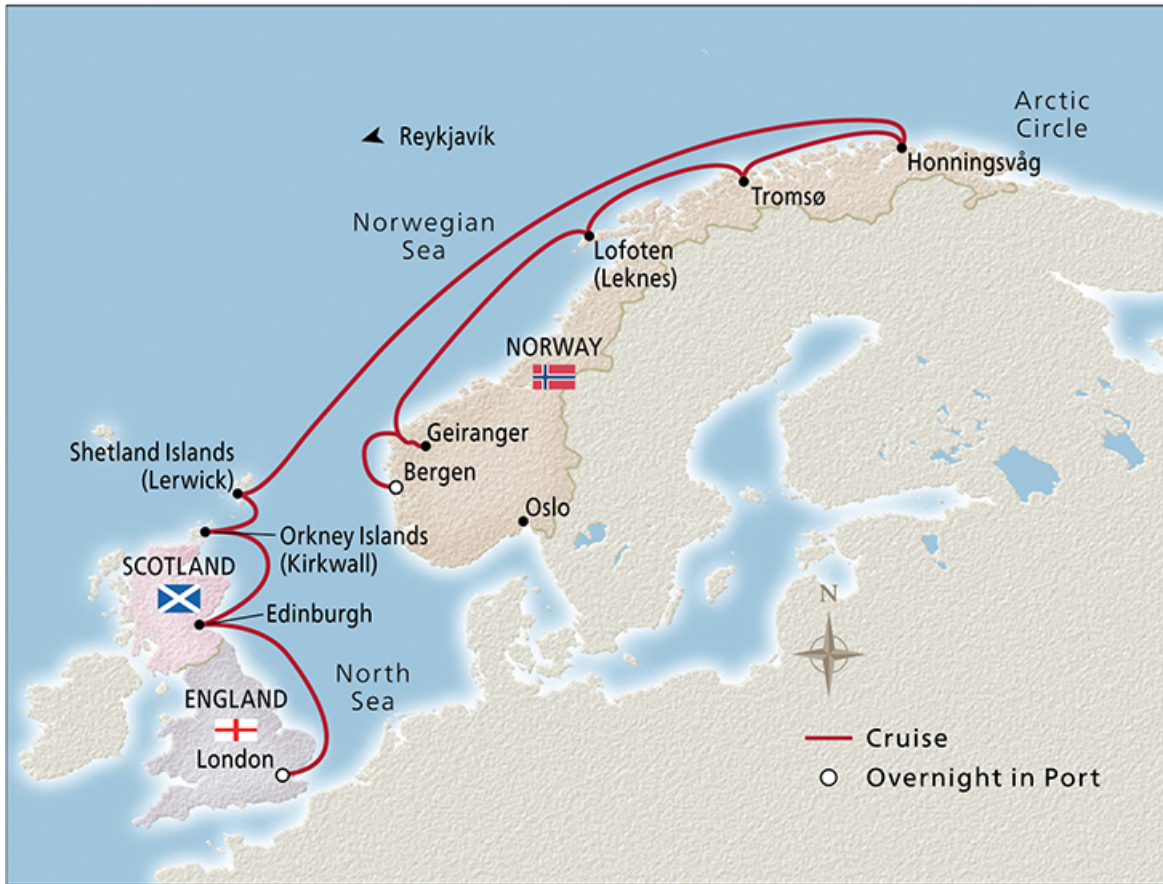 Arctic
Circle
Reykjavík
Honningsvåg
Tromsø
Norwegian
Sea
Lofoten
(Leknes)
NORWAY
Geiranger
Shetland Islands
(Lerwick)
Bergen
Oslo
Orkney Islands
(Kirkwall)
SCOTLAND
Edinburgh
N
North
Sea
ENGLAND
London
Cruise
Overnight in Port